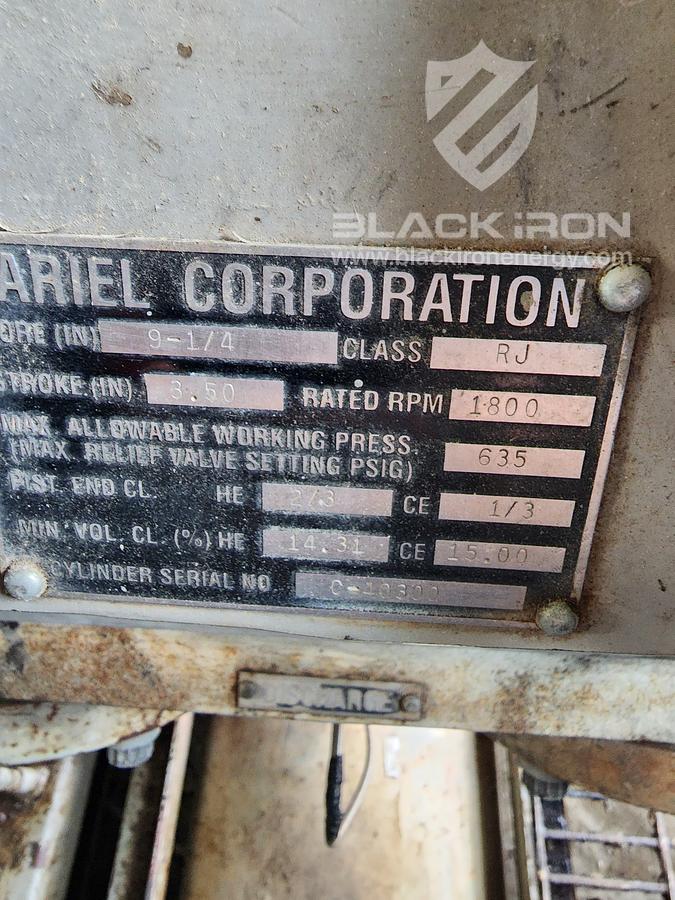 BLACK iRON
www.blackironenergy.com
ARIEL CORPORATION
ORE (IN) 9-1/4 CLASS RJ
STROKE (IN) 3.50 RATED RPM 1800
MAX. ALLOWABLE WORKING PRESS.
(MAX. RELIEF VALVE SETTING PSIG) 635
PIST. END CL. HE 2/3 CE 1/3
MIN. VOL. CL. (%) HE 14.31 CE 15.00
CYLINDER SERIAL NO C-10300